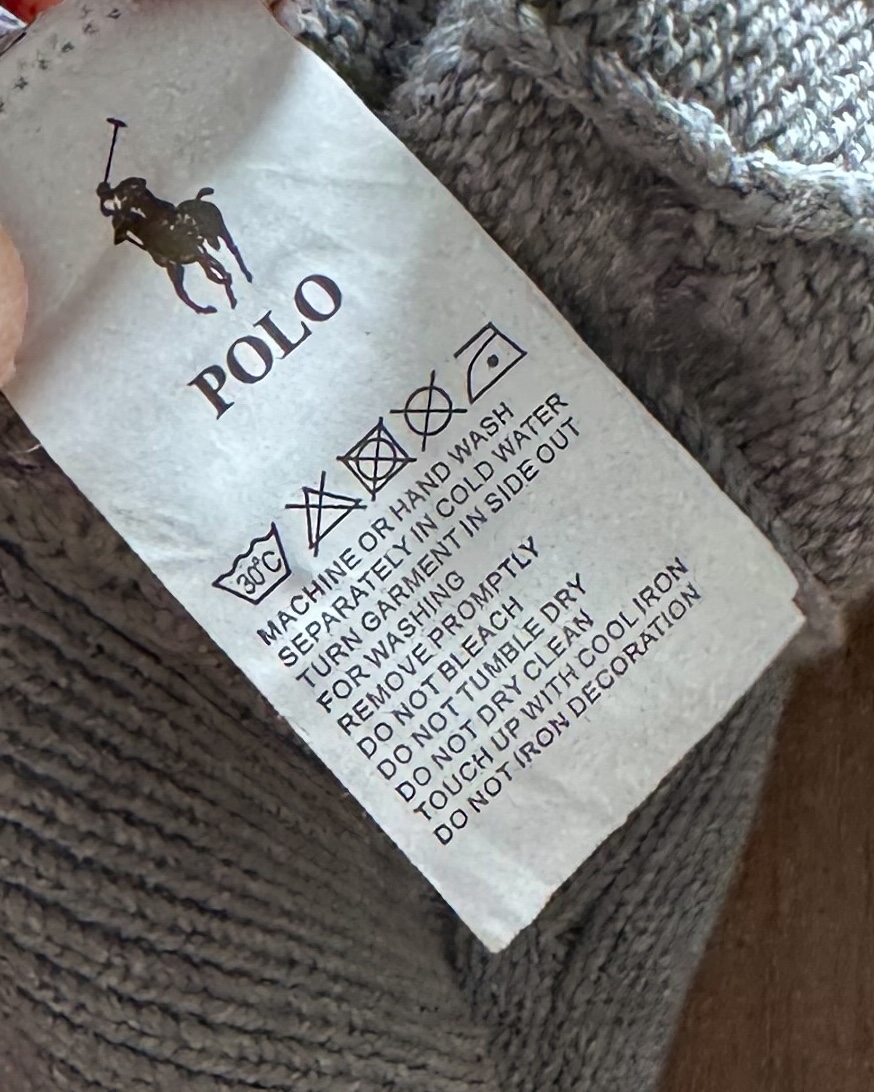 POLO
30°C
MACHINE OR HAND WASH
SEPARATELY IN COLD WATER
TURN GARMENT IN SIDE OUT
FOR WASHING
REMOVE PROMPTLY
DO NOT BLEACH
DO NOT TUMBLE DRY
DO NOT DRY CLEAN
TOUCH UP WITH COOL IRON
DO NOT IRON DECORATION